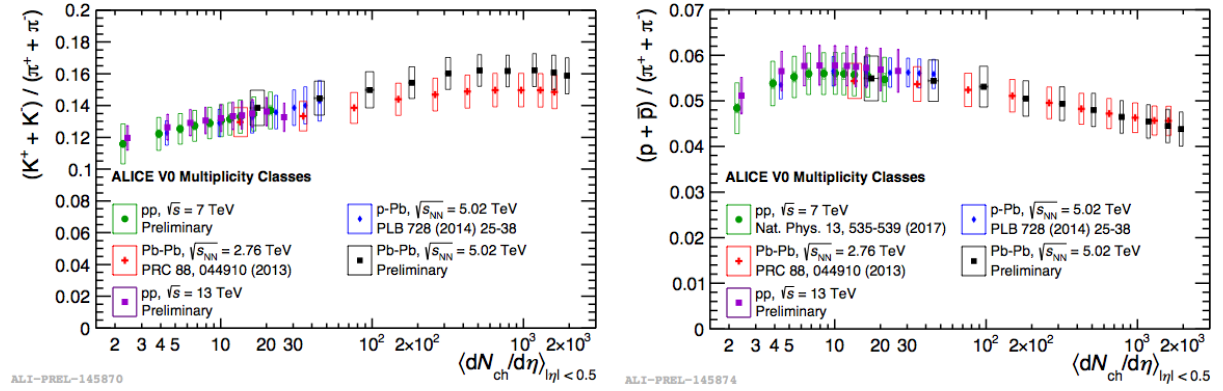 (K⁺ + K⁻) / (π⁺ + π⁻)
0.2
0.18
0.16
0.14
0.12
0.1
0.08
0.06
0.04
0.02
0
ALICE V0 Multiplicity Classes
pp, √s = 7 TeV
Preliminary
Pb-Pb, √sNN = 2.76 TeV
PRC 88, 044910 (2013)
pp, √s = 13 TeV
Preliminary
p-Pb, √sNN = 5.02 TeV
PLB 728 (2014) 25-38
Pb-Pb, √sNN = 5.02 TeV
Preliminary
2 3 4 5 10 20 30 10² 2×10² 10³ 2×10³
⟨dNch/dη⟩|η| < 0.5
ALI-PREL-145870
(p + p̄) / (π⁺ + π⁻)
0.07
0.06
0.05
0.04
0.03
0.02
0.01
0
ALICE V0 Multiplicity Classes
pp, √s = 7 TeV
Nat. Phys. 13, 535-539 (2017)
Pb-Pb, √sNN = 2.76 TeV
PRC 88, 044910 (2013)
pp, √s = 13 TeV
Preliminary
p-Pb, √sNN = 5.02 TeV
PLB 728 (2014) 25-38
Pb-Pb, √sNN = 5.02 TeV
Preliminary
2 3 4 5 10 20 30 10² 2×10² 10³ 2×10³
⟨dNch/dη⟩|η| < 0.5
ALI-PREL-145874